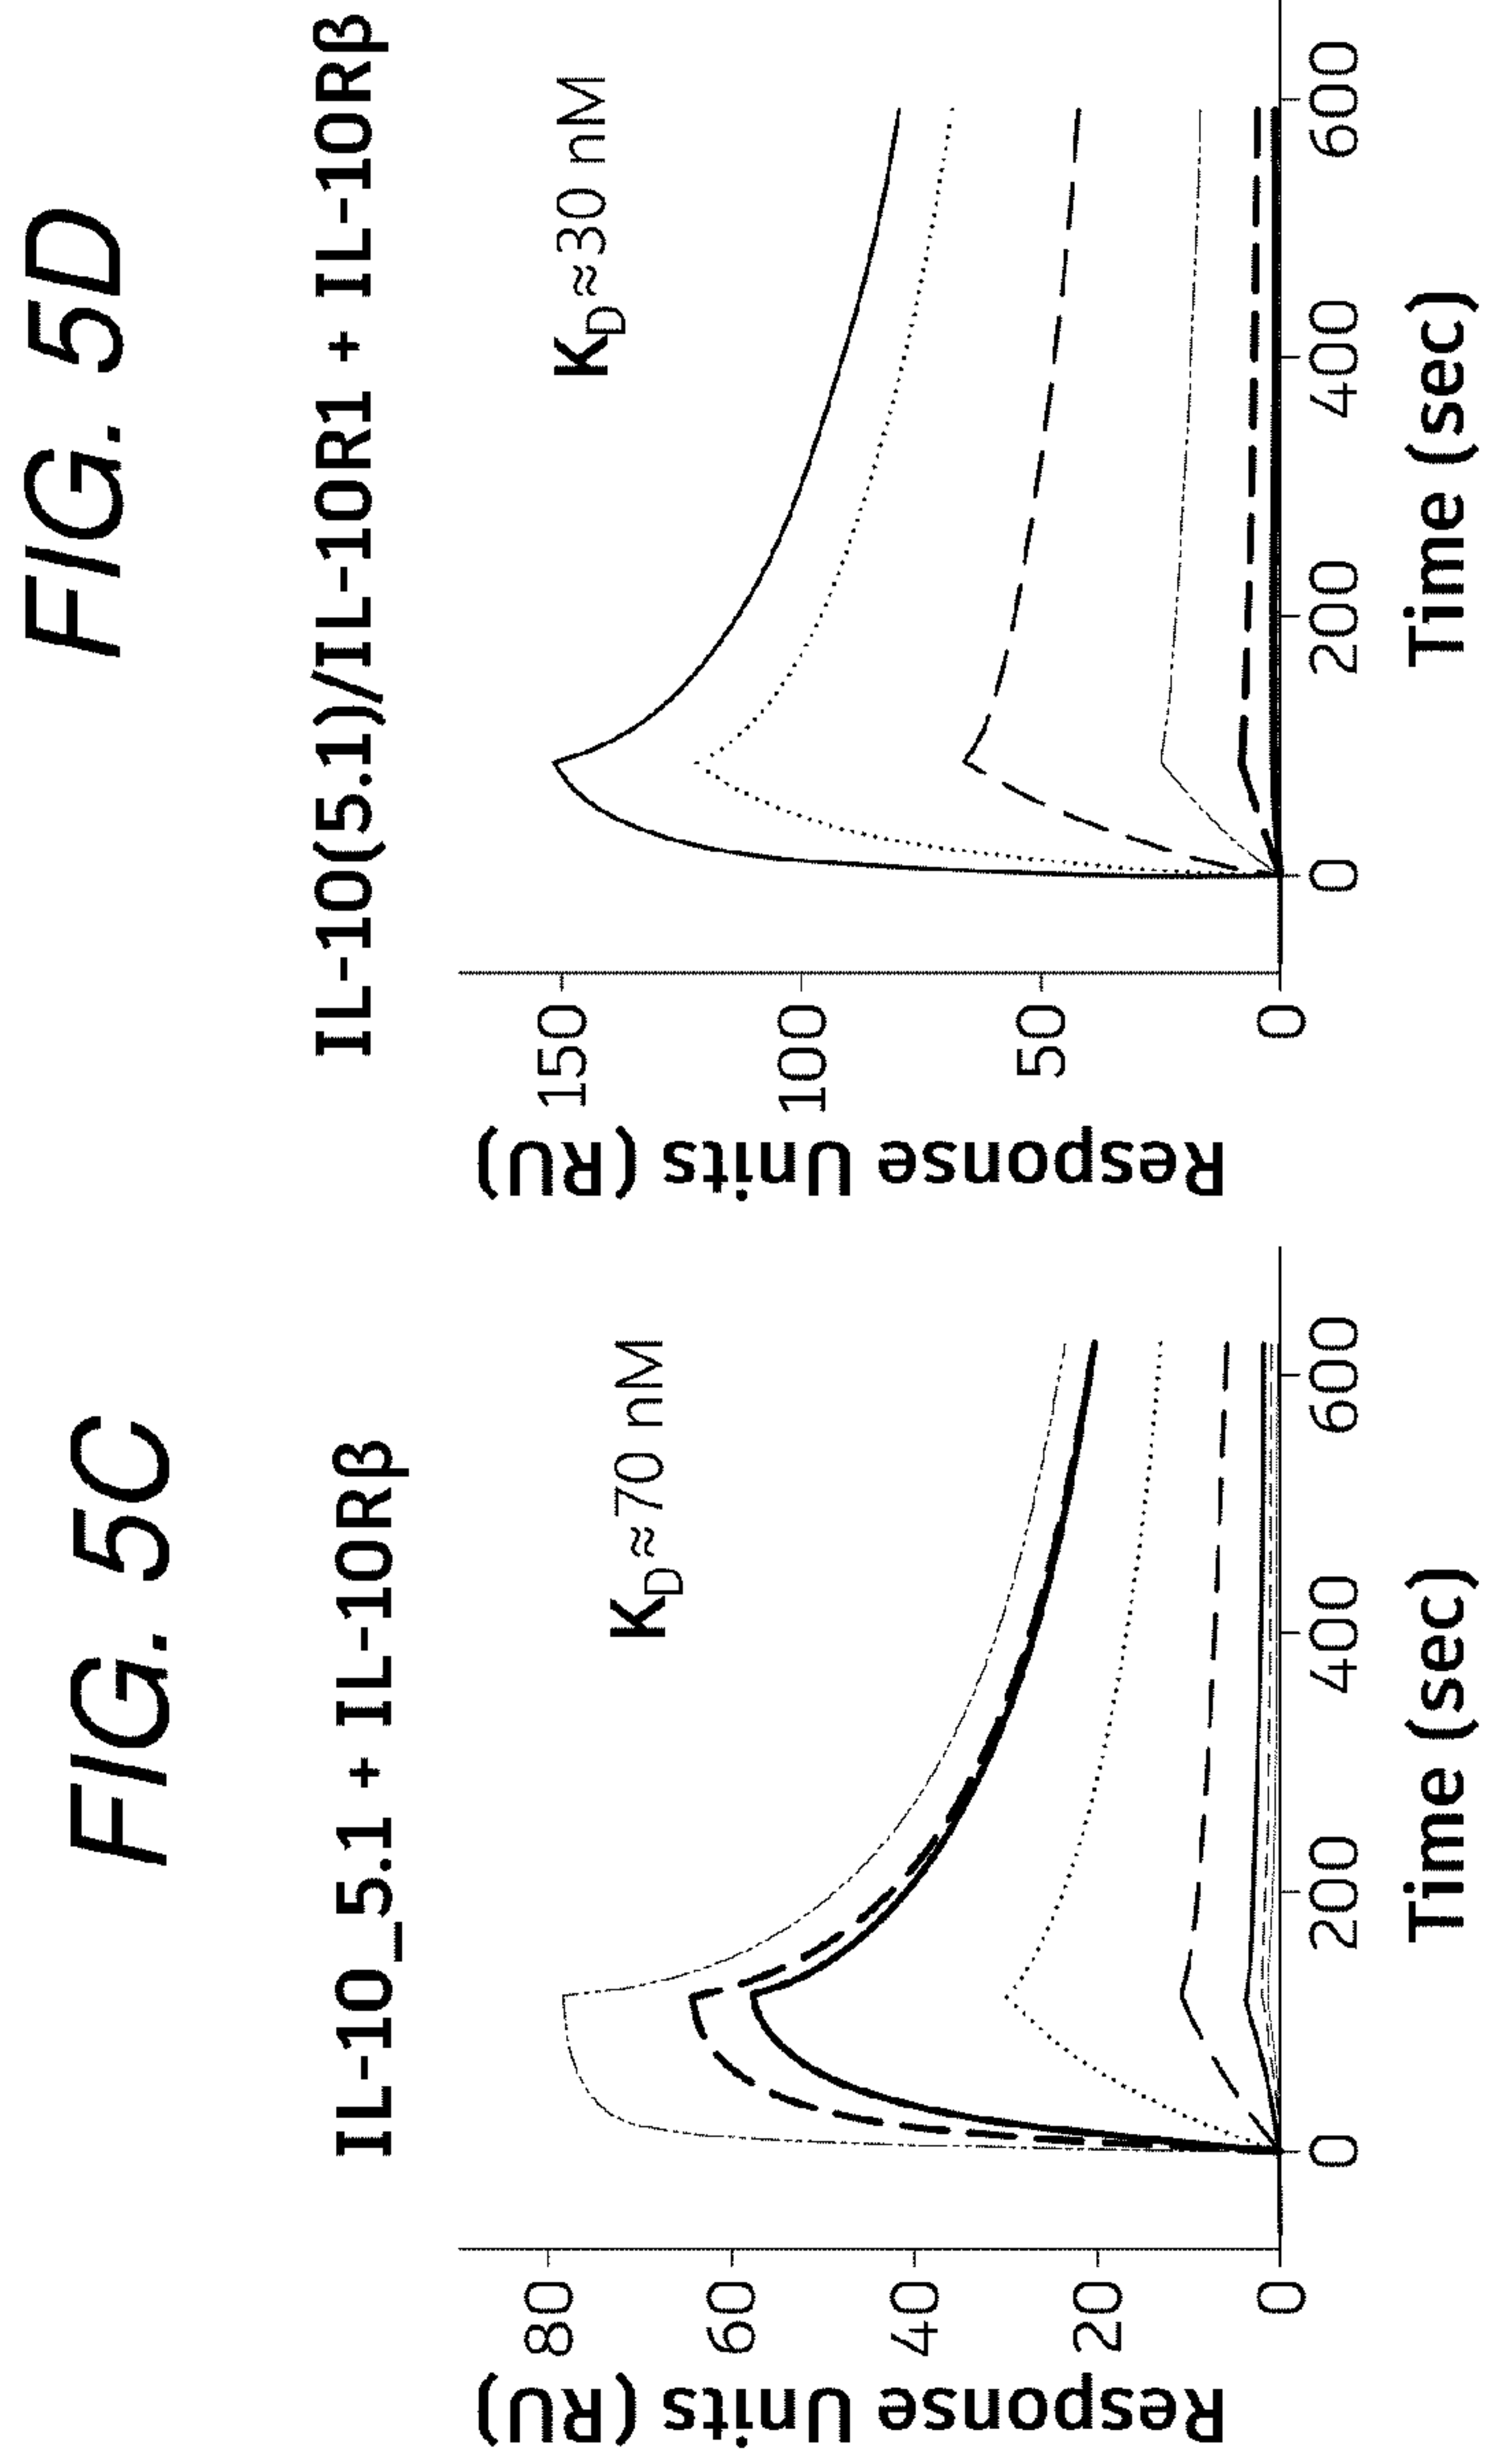 FIG. 5C
IL-10_5.1 + IL-10Rβ
KD≈70 nM
Response Units (RU)
80
60
40
20
0
0
200
400
600
Time (sec)
FIG. 5D
IL-10(5.1)/IL-10R1 + IL-10Rβ
KD≈30 nM
Response Units (RU)
150
100
50
0
0
200
400
600
Time (sec)